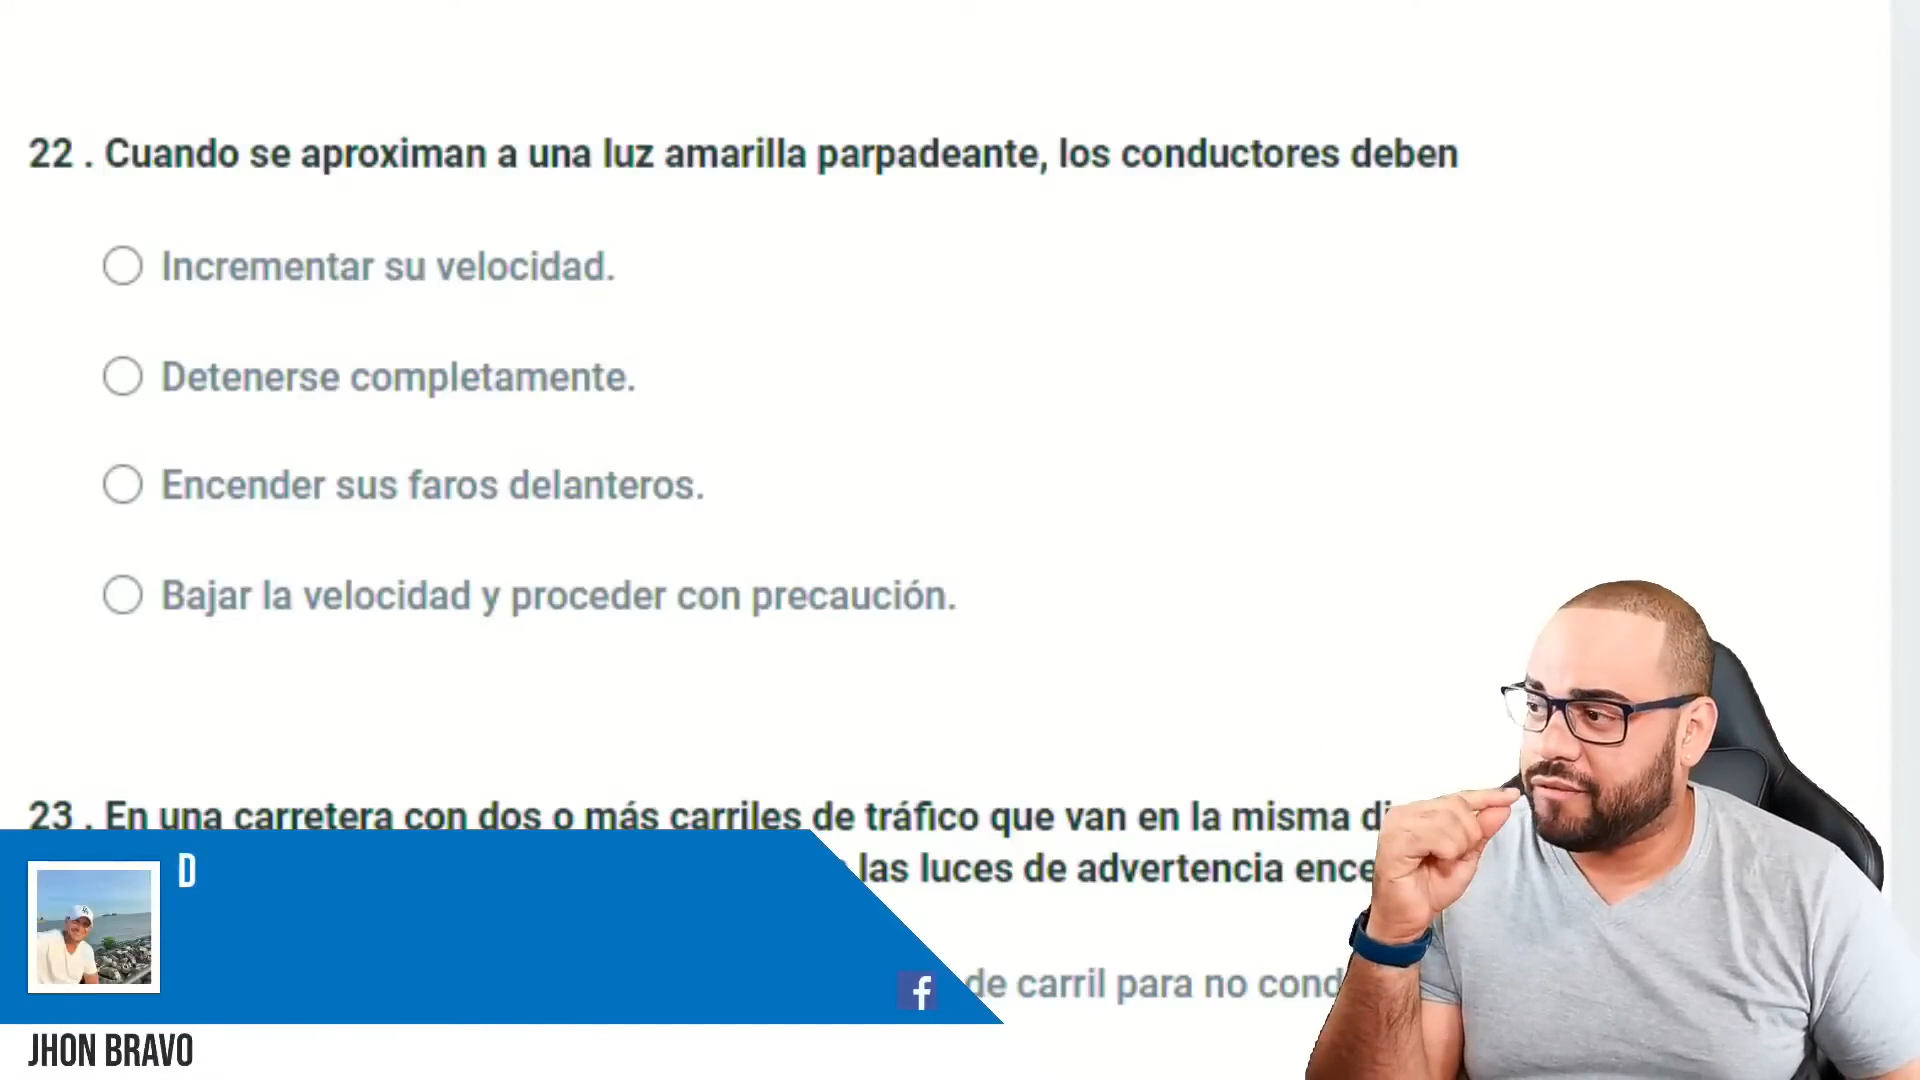 22 . Cuando se aproximan a una luz amarilla parpadeante, los conductores deben
Incrementar su velocidad.
Detenerse completamente.
Encender sus faros delanteros.
Bajar la velocidad y proceder con precaución.
23 . En una carretera con dos o más carriles de tráfico que van en la misma
las luces de advertencia
de carril para no
D
f
JHON BRAVO